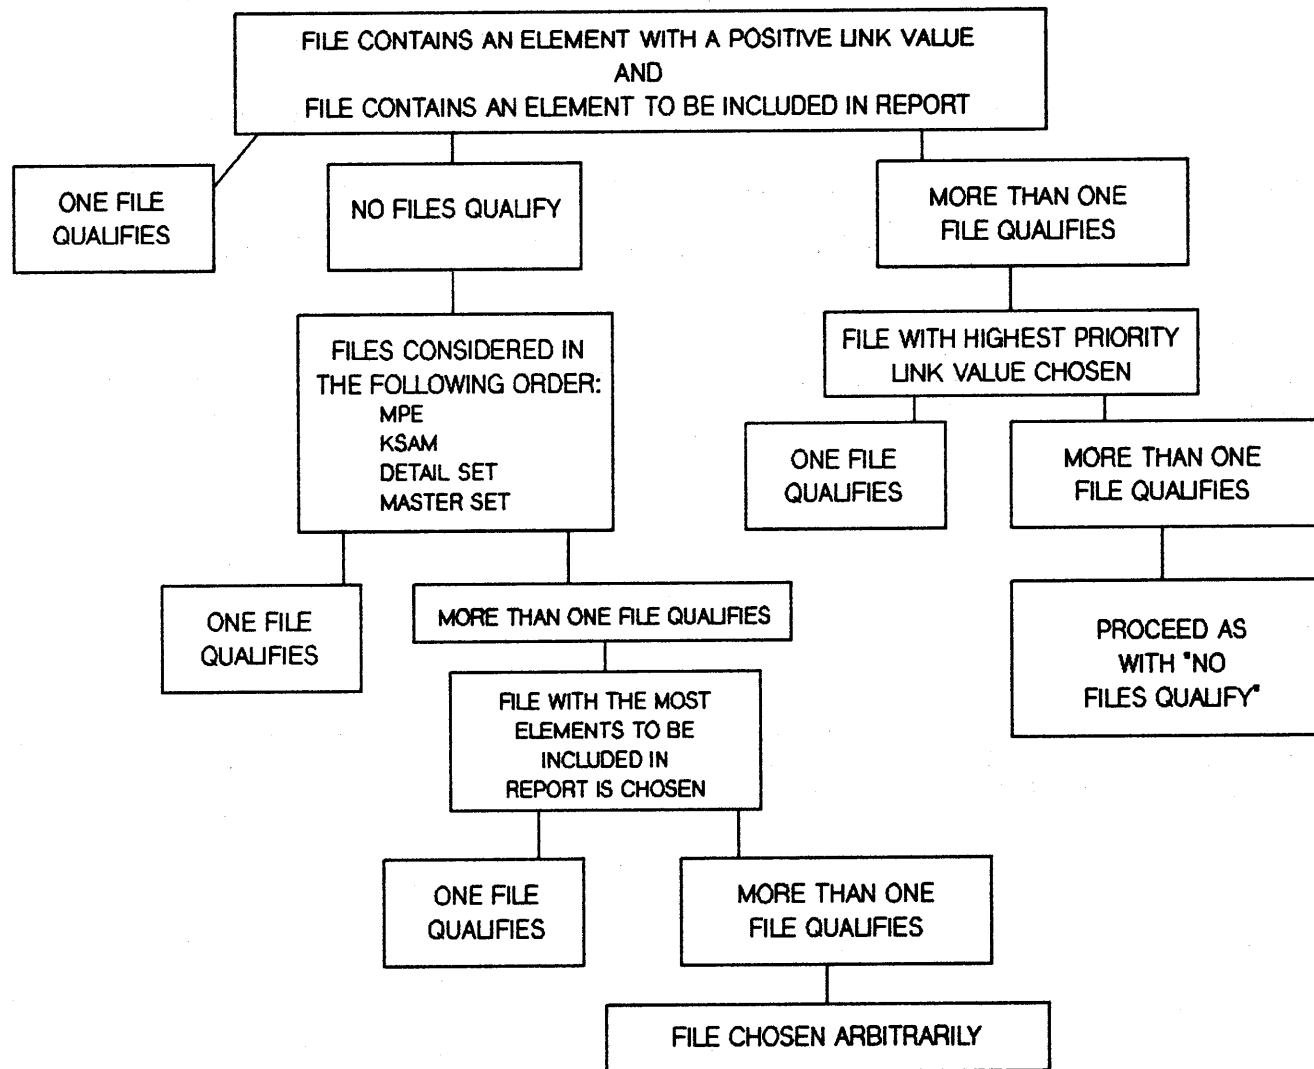 FILE CONTAINS AN ELEMENT WITH A POSITIVE LINK VALUE
AND
FILE CONTAINS AN ELEMENT TO BE INCLUDED IN REPORT
ONE FILE
QUALIFIES
NO FILES QUALIFY
MORE THAN ONE
FILE QUALIFIES
FILES CONSIDERED IN
THE FOLLOWING ORDER:
MPE
KSAM
DETAIL SET
MASTER SET
FILE WITH HIGHEST PRIORITY
LINK VALUE CHOSEN
ONE FILE
QUALIFIES
MORE THAN ONE
FILE QUALIFIES
ONE FILE
QUALIFIES
MORE THAN ONE FILE QUALIFIES
PROCEED AS
WITH "NO
FILES QUALIFY"
FILE WITH THE MOST
ELEMENTS TO BE
INCLUDED IN
REPORT IS CHOSEN
ONE FILE
QUALIFIES
MORE THAN ONE
FILE QUALIFIES
FILE CHOSEN ARBITRARILY